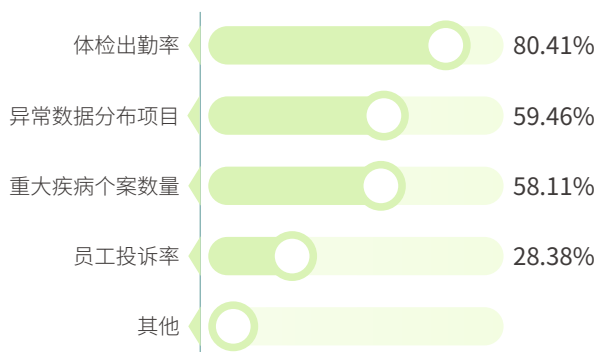 体检出勤率 80.41%
异常数据分布项目 59.46%
重大疾病个案数量 58.11%
员工投诉率 28.38%
其他